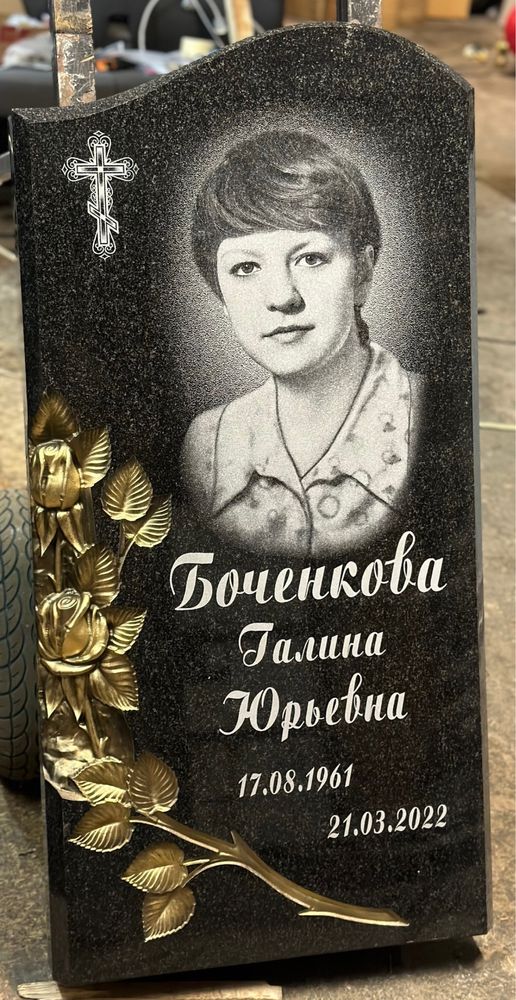 Боченкова
Галина
Юрьевна
17.08.1961
21.03.2022